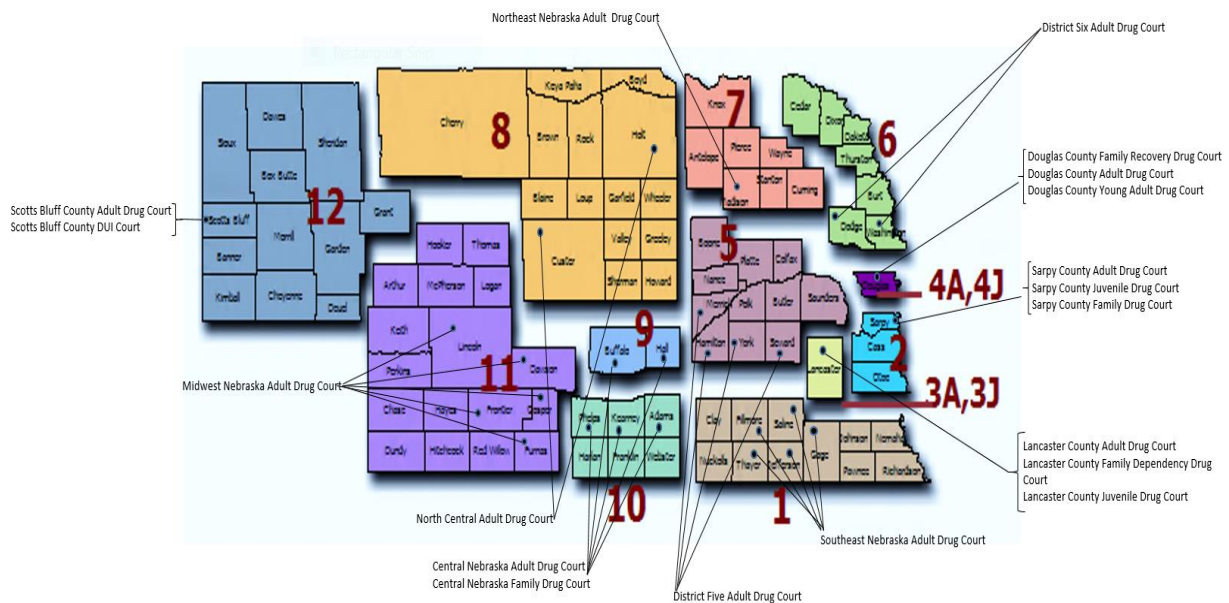 Northeast Nebraska Adult Drug Court
District Six Adult Drug Court
Douglas County Family Recovery Drug Court
Douglas County Adult Drug Court
Douglas County Young Adult Drug Court
Scotts Bluff County Adult Drug Court
Scotts Bluff County DUI Court
Sarpy County Adult Drug Court
Sarpy County Juvenile Drug Court
Sarpy County Family Drug Court
Midwest Nebraska Adult Drug Court
Lancaster County Adult Drug Court
Lancaster County Family Dependency Drug
Court
Lancaster County Juvenile Drug Court
North Central Adult Drug Court
Southeast Nebraska Adult Drug Court
Central Nebraska Adult Drug Court
Central Nebraska Family Drug Court
District Five Adult Drug Court
12
Sioux
Dawes
Sheridan
Box Butte
Scotts Bluff
Morrill
Garden
Grant
Banner
Kimball
Cheyenne
Deuel
8
Cherry
Keya Paha
Boyd
Brown
Rock
Holt
Blaine
Loup
Garfield
Wheeler
Custer
Valley
Greeley
Sherman
Howard
7
Knox
Antelope
Pierce
Wayne
Madison
Stanton
Cuming
6
Cedar
Dixon
Dakota
Thurston
Burt
Dodge
Washington
5
Boone
Platte
Colfax
Nance
Merrick
Polk
Butler
Saunders
Hamilton
York
Seward
4A,4J
Douglas
2
Sarpy
Cass
Otoe
3A,3J
Lancaster
11
Hooker
Thomas
Arthur
McPherson
Logan
Keith
Lincoln
Perkins
Dawson
Chase
Hayes
Frontier
Gosper
Dundy
Hitchcock
Red Willow
Furnas
9
Buffalo
Hall
10
Phelps
Kearney
Adams
Harlan
Franklin
Webster
1
Clay
Fillmore
Saline
Nuckolls
Thayer
Jefferson
Gage
Johnson
Nemaha
Pawnee
Richardson